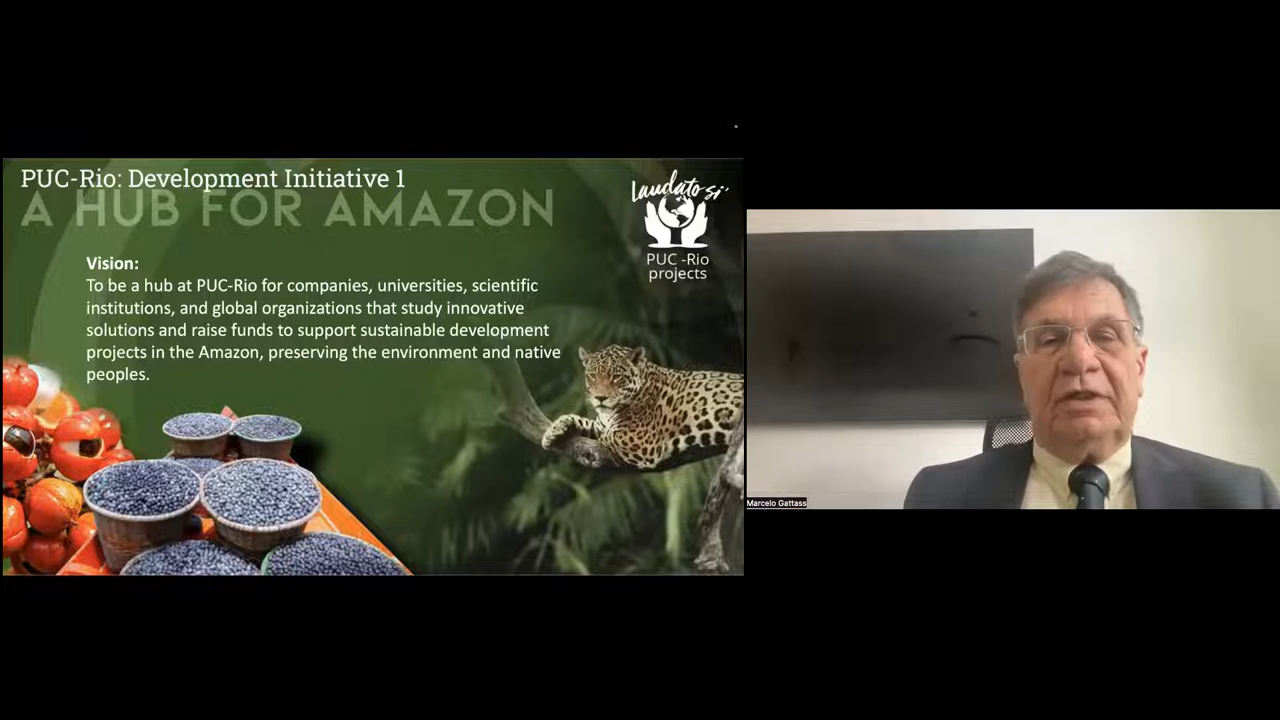 PUC-Rio: Development Initiative 1
A HUB FOR AMAZON
Laudato si'
PUC -Rio
projects
Vision:
To be a hub at PUC-Rio for companies, universities, scientific
institutions, and global organizations that study innovative
solutions and raise funds to support sustainable development
projects in the Amazon, preserving the environment and native
peoples.
Marcelo Gattass